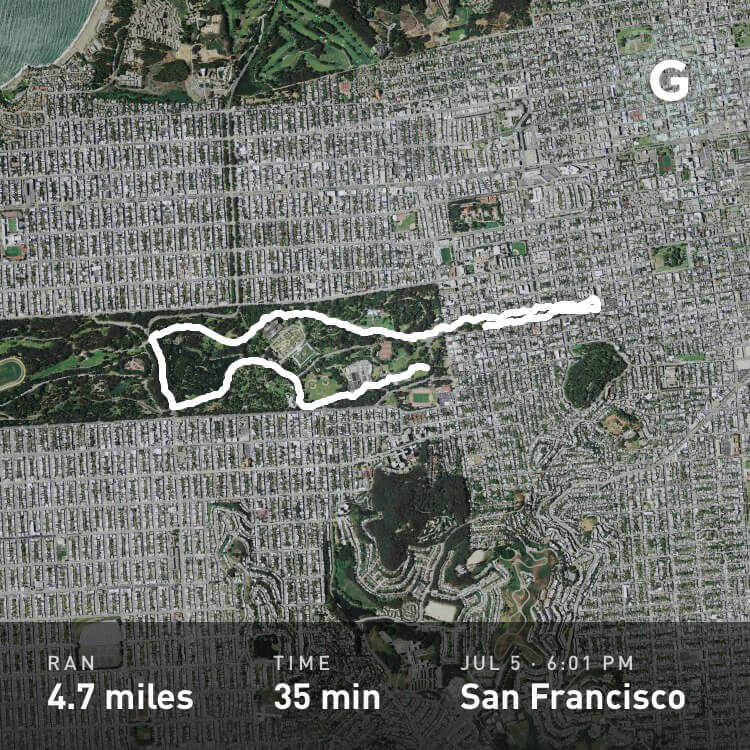 G
RAN
4.7 miles
TIME
35 min
JUL 5 · 6:01 PM
San Francisco